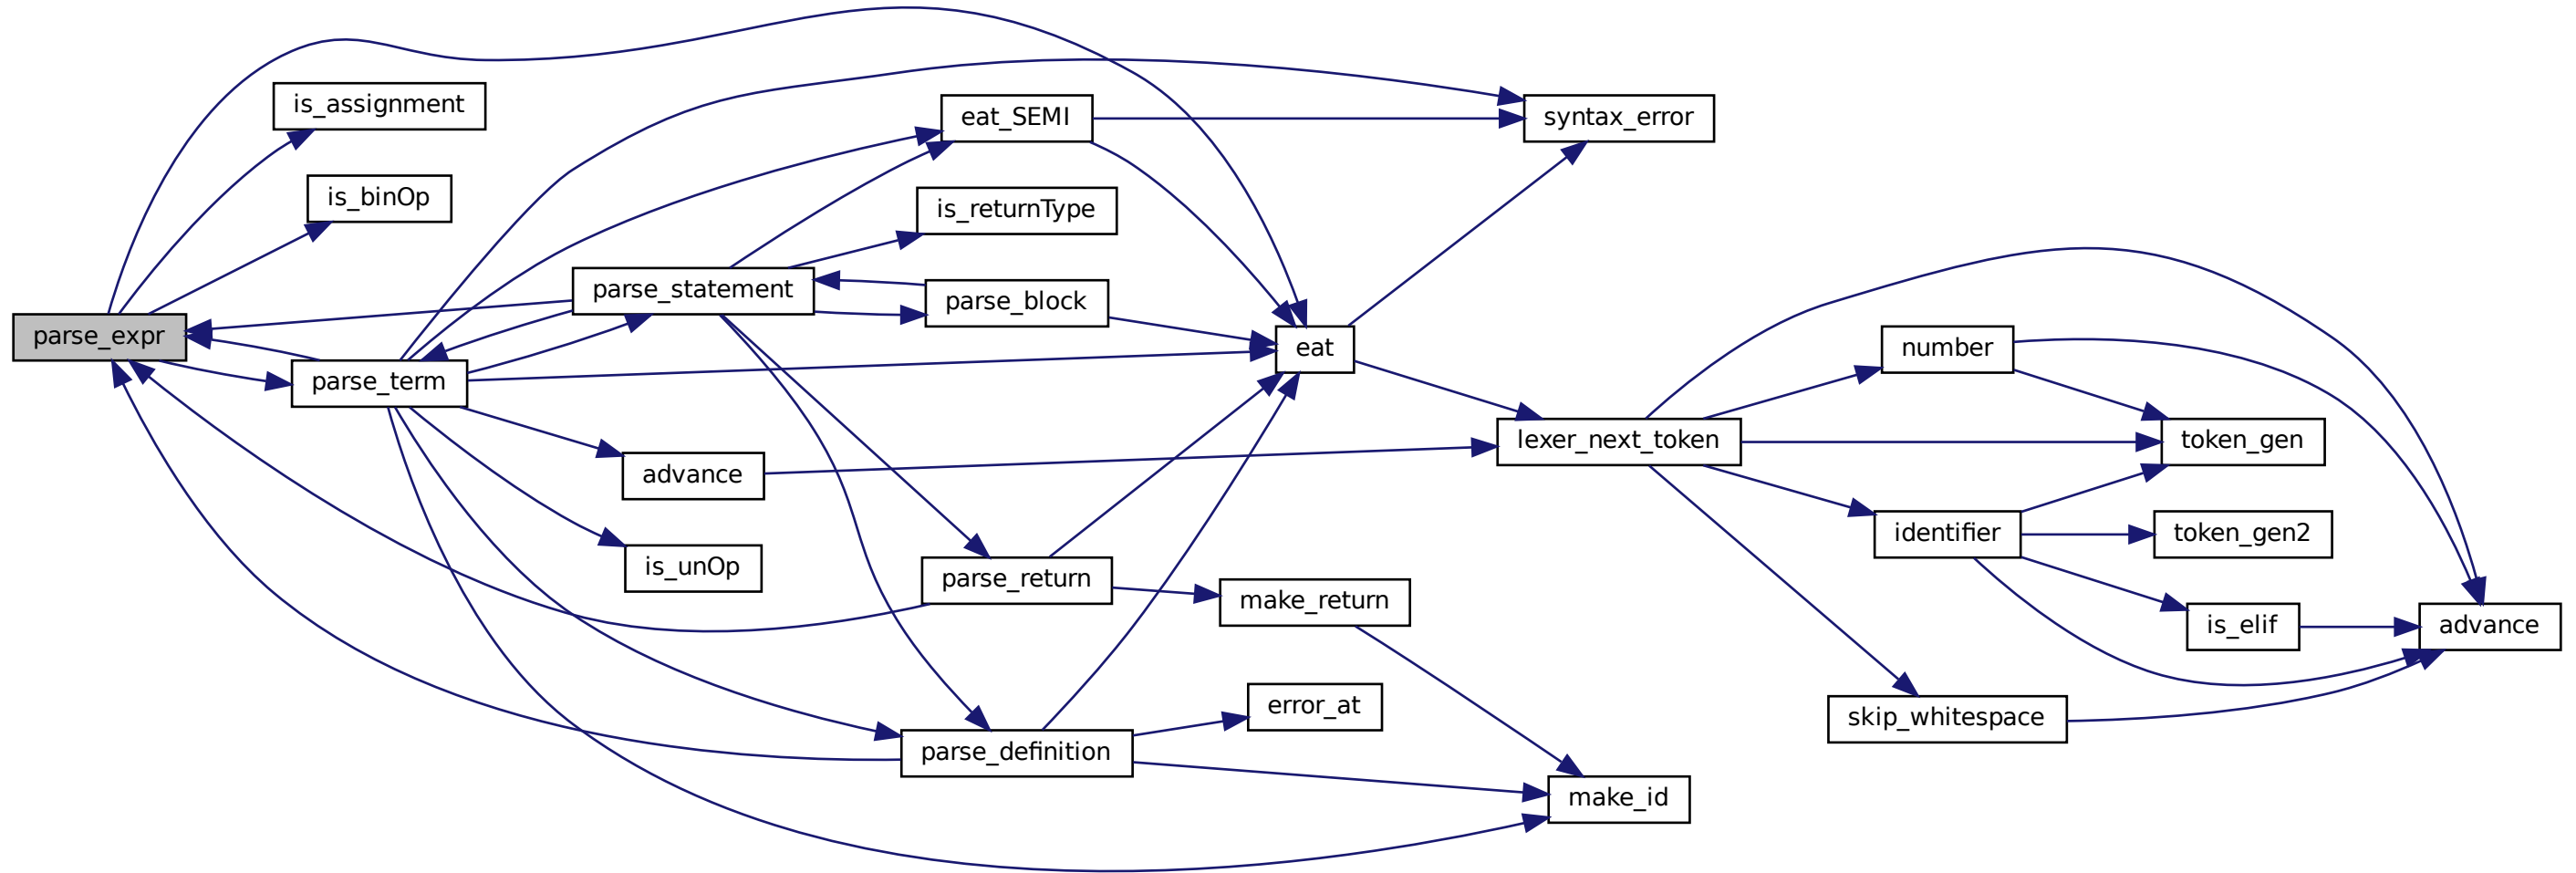 parse_expr
is_assignment
is_binOp
parse_term
parse_statement
advance
is_unOp
eat_SEMI
is_returnType
parse_block
parse_return
parse_definition
eat
make_return
error_at
syntax_error
lexer_next_token
make_id
number
identifier
skip_whitespace
token_gen
token_gen2
is_elif
advance